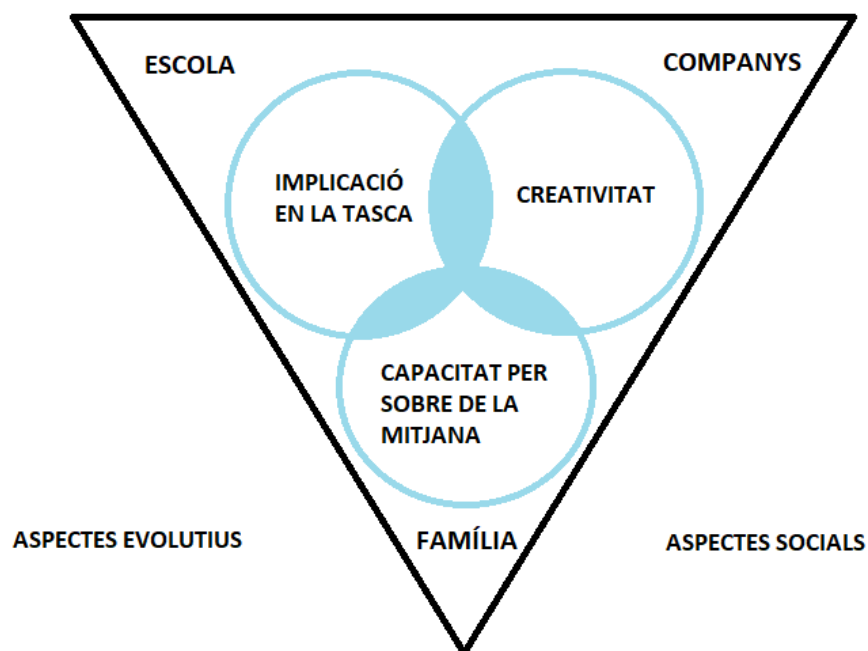 ESCOLA
COMPANYS
IMPLICACIÓ
EN LA TASCA
CREATIVITAT
CAPACITAT PER
SOBRE DE LA
MITJANA
ASPECTES EVOLUTIUS
FAMÍLIA
ASPECTES SOCIALS